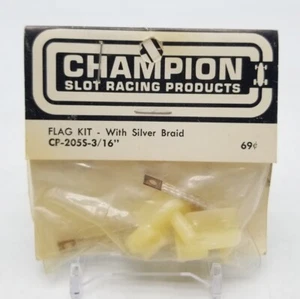 CHAMPION
SLOT RACING PRODUCTS
FLAG KIT - With Silver Braid
CP-205S-3/16" 69¢